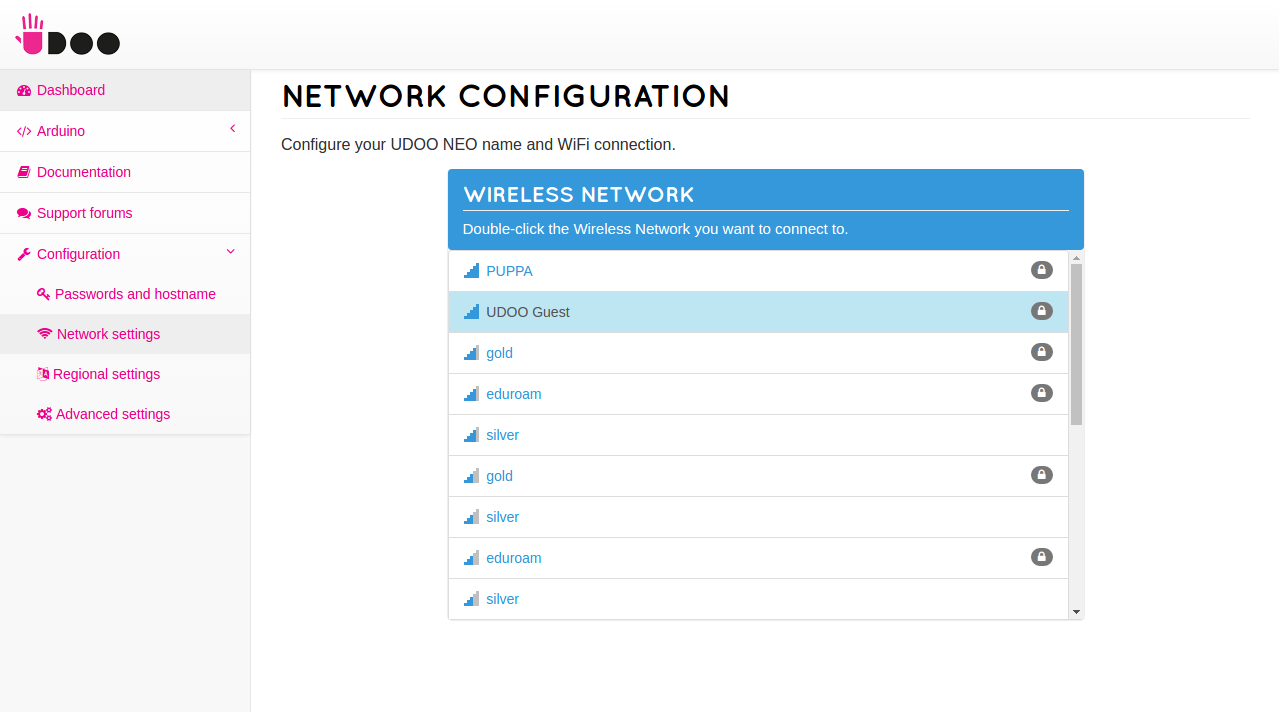 UDOO
Dashboard
Arduino
Documentation
Support forums
Configuration
Passwords and hostname
Network settings
Regional settings
Advanced settings
NETWORK CONFIGURATION
Configure your UDOO NEO name and WiFi connection.
WIRELESS NETWORK
Double-click the Wireless Network you want to connect to.
PUPPA
UDOO Guest
gold
eduroam
silver
gold
silver
eduroam
silver